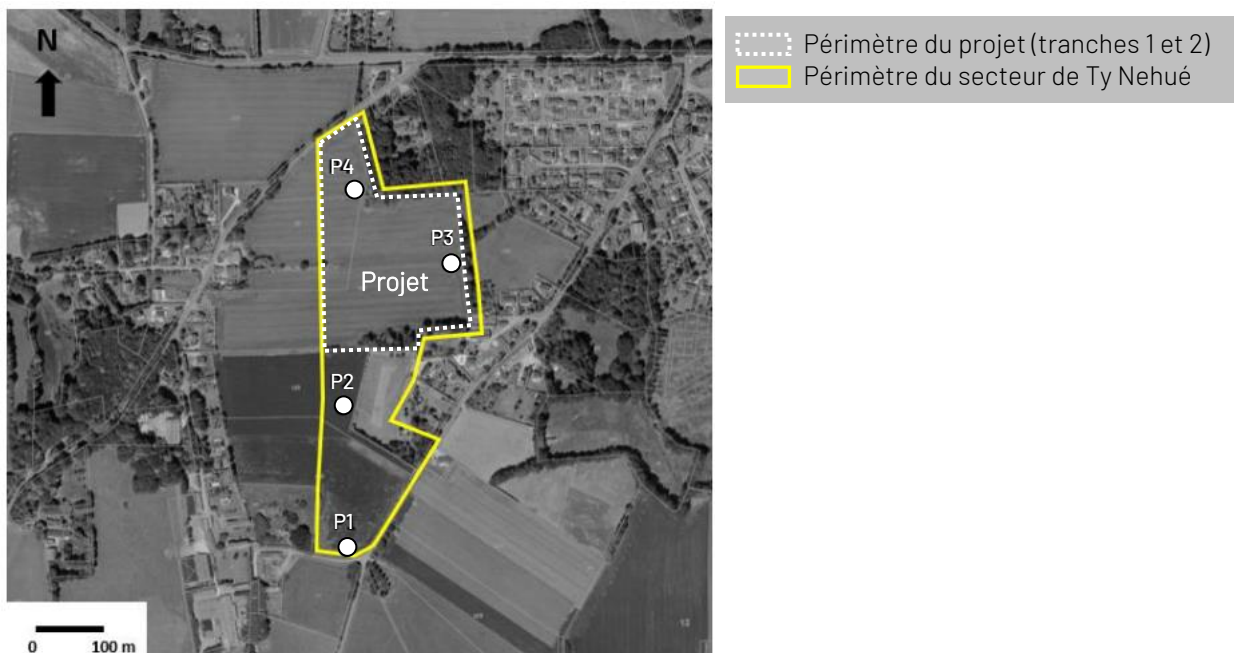 N
Périmètre du projet (tranches 1 et 2)
Périmètre du secteur de Ty Nehué
P4
P3
Projet
P2
P1
0 100 m